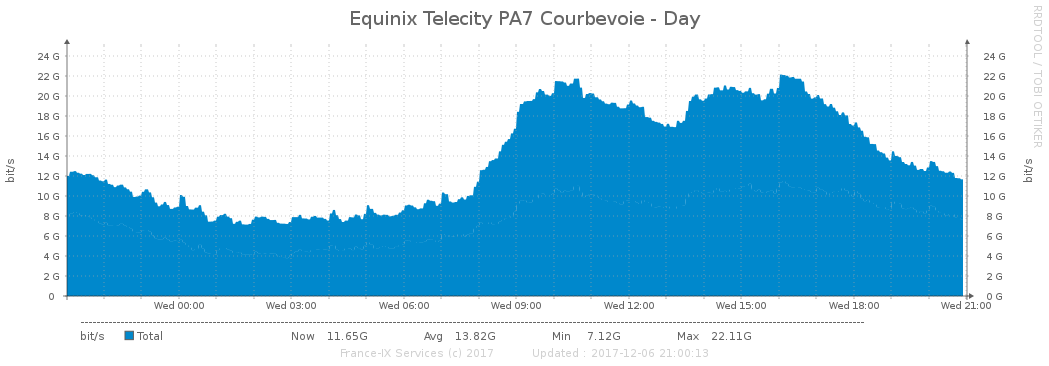 Equinix Telecity PA7 Courbevoie - Day
RRDTOOL / TOBI OETIKER
bit/s
24 G
22 G
20 G
18 G
16 G
14 G
12 G
10 G
8 G
6 G
4 G
2 G
0
24 G
22 G
20 G
18 G
16 G
14 G
12 G
10 G
8 G
6 G
4 G
2 G
0 G
bit/s
Wed 00:00 Wed 03:00 Wed 06:00 Wed 09:00 Wed 12:00 Wed 15:00 Wed 18:00 Wed 21:00
bit/s Total Now 11.65G Avg 13.82G Min 7.12G Max 22.11G
France-IX Services (c) 2017 Updated : 2017-12-06 21:00:13